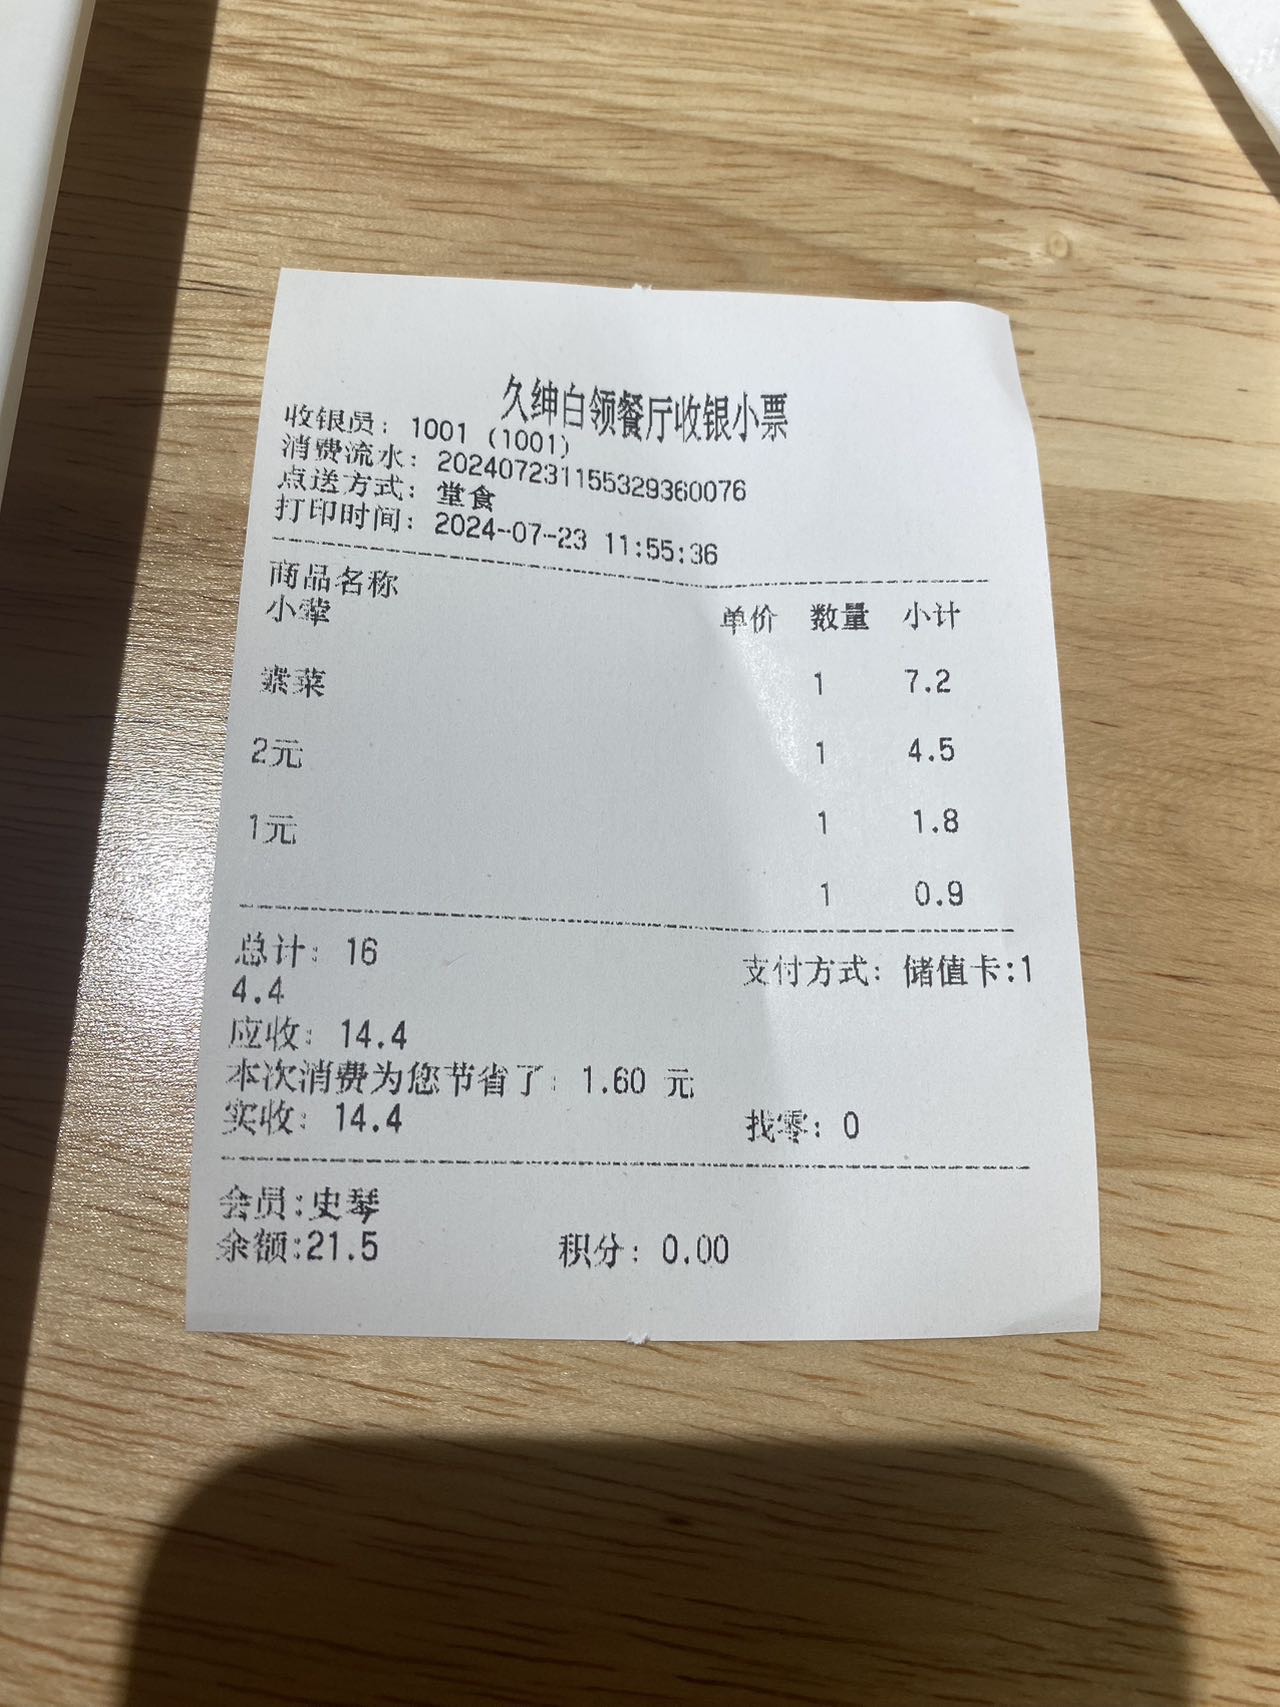 久绅白领餐厅收银小票
收银员: 1001 (1001)
消费流水: 20240723115532936​0076
点送方式: 堂食
打印时间: 2024-07-23 11:55:36
商品名称 单价 数量 小计
小荤
1 7.2
素菜
1 4.5
2元
1 1.8
1元
1 0.9
总计: 16 支付方式: 储值卡:1
4.4
应收: 14.4
本次消费为您节省了: 1.60 元
实收: 14.4 找零: 0
会员:史琴
余额:21.5 积分: 0.00